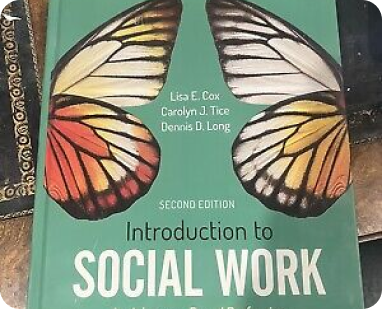 Lisa E. Cox
Carolyn J. Tice
Dennis D. Long
SECOND EDITION
Introduction to
SOCIAL WORK